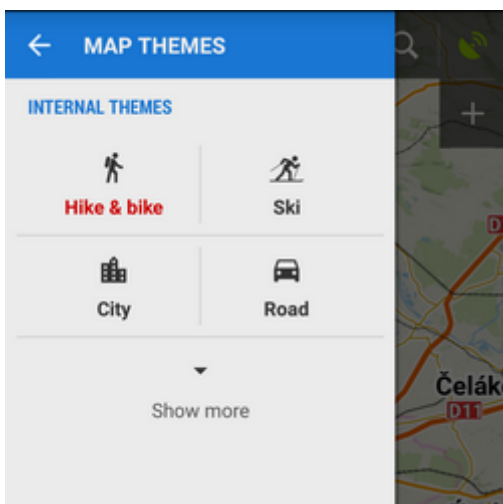 MAP THEMES
INTERNAL THEMES
Hike & bike
Ski
City
Road
Show more
Čelák
D11